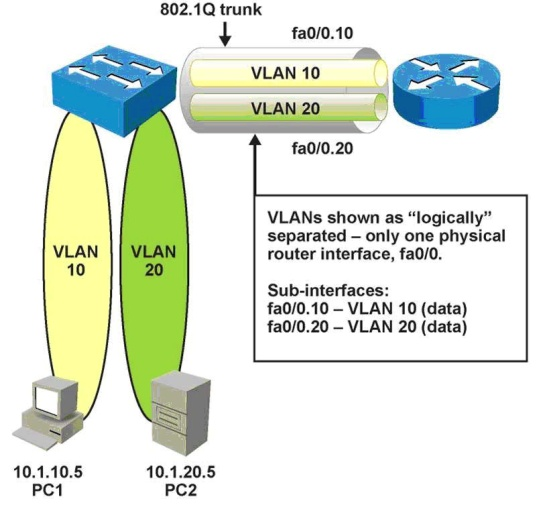 802.1Q trunk
fa0/0.10
VLAN 10
VLAN 20
fa0/0.20
VLANs shown as “logically”
separated – only one physical
router interface, fa0/0.
Sub-interfaces:
fa0/0.10 – VLAN 10 (data)
fa0/0.20 – VLAN 20 (data)
VLAN
10
VLAN
20
10.1.10.5
PC1
10.1.20.5
PC2